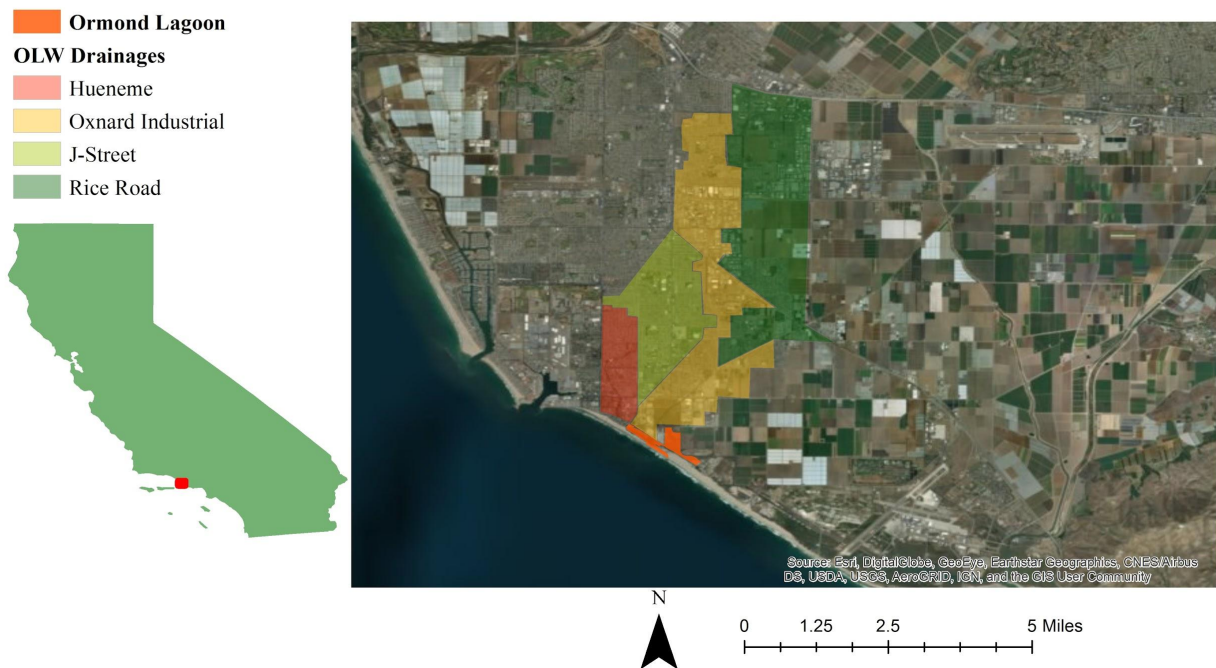 Ormond Lagoon
OLW Drainages
Hueneme
Oxnard Industrial
J-Street
Rice Road
Source: Esri, DigitalGlobe, GeoEye, Earthstar Geographics, CNES/Airbus
DS, USDA, USGS, AeroGRID, IGN, and the GIS User Community
N
0 1.25 2.5 5 Miles